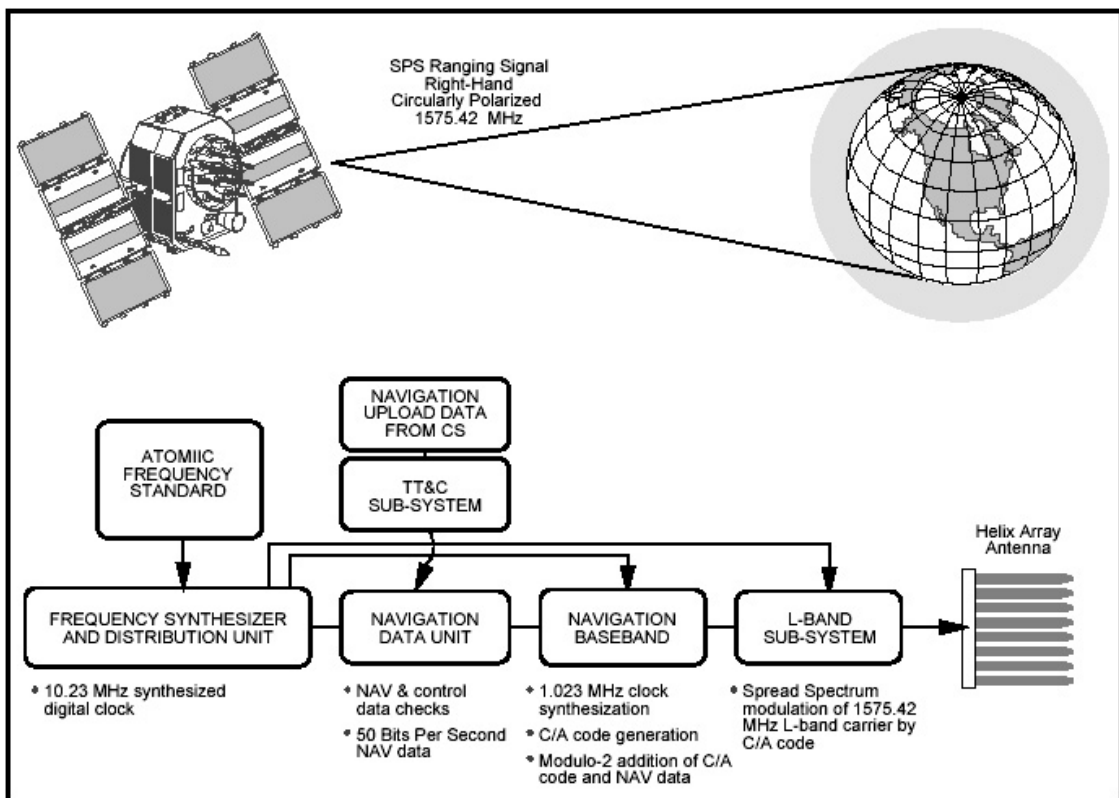 SPS Ranging Signal
Right-Hand
Circularly Polarized
1575.42 MHz
NAVIGATION
UPLOAD DATA
FROM CS
ATOMIIC
FREQUENCY
STANDARD
TT&C
SUB-SYSTEM
Helix Array
Antenna
FREQUENCY SYNTHESIZER
AND DISTRIBUTION UNIT
NAVIGATION
DATA UNIT
NAVIGATION
BASEBAND
L-BAND
SUB-SYSTEM
* 10.23 MHz synthesized
digital clock
* NAV & control
data checks
* 50 Bits Per Second
NAV data
* 1.023 MHz clock
synthesization
* C/A code generation
* Modulo-2 addition of C/A
code and NAV data
* Spread Spectrum
modulation of 1575.42
MHz L-band carrier by
C/A code